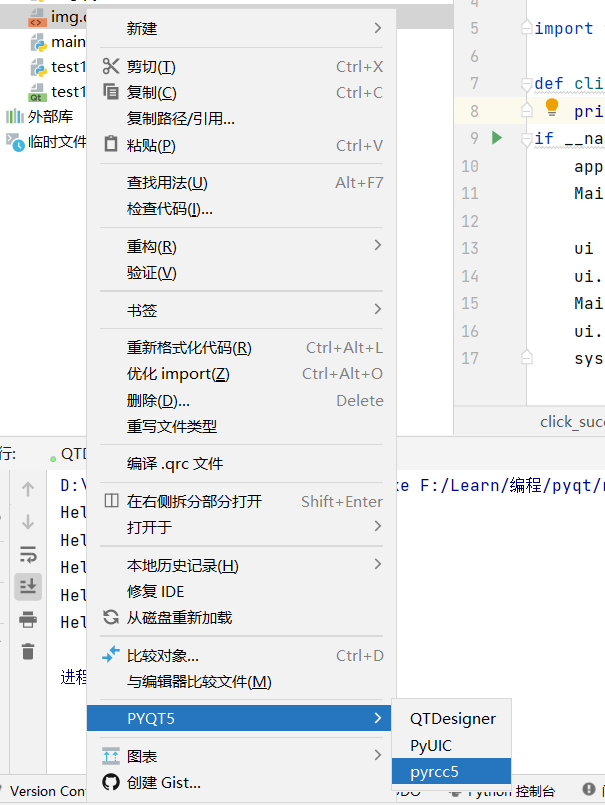 img.
main
test1
test1
外部库
临时文件
新建
剪切(T) Ctrl+X
复制(C) Ctrl+C
复制路径/引用...
粘贴(P) Ctrl+V
查找用法(U) Alt+F7
检查代码(I)...
重构(R)
验证(V)
书签
重新格式化代码(R) Ctrl+Alt+L
优化 import(Z) Ctrl+Alt+O
删除(D)... Delete
重写文件类型
编译 .qrc 文件
在右侧拆分部分打开 Shift+Enter
打开于
本地历史记录(H)
修复 IDE
从磁盘重新加载
比较对象... Ctrl+D
与编辑器比较文件(M)
PYQT5
图表
创建 Gist...
QTDesigner
PyUIC
pyrcc5
4
5 import
6
7 def cli
8 pri
9 if __na
10 app
11 Mai
12
13 ui
14 ui.
15 Mai
16 ui.
17 sys
click_suc
行: QTD
D:\ xe F:/Learn/编程/pyqt/
Hel
Hel
Hel
Hel
Hel
进程
Version Con
ODO
Python 控制台